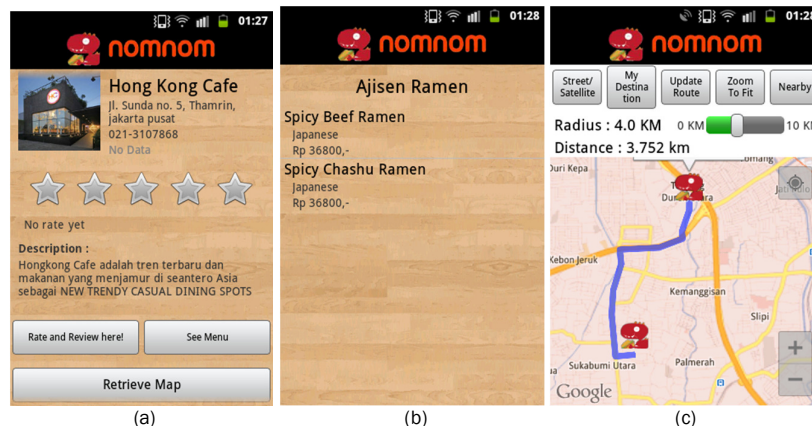 01:27
nomnom
Hong Kong Cafe
Jl. Sunda no. 5, Thamrin,
jakarta pusat
021-3107868
No Data
No rate yet
Description :
Hongkong Cafe adalah tren terbaru dan
makanan yang menjamur di seantero Asia
sebagai NEW TRENDY CASUAL DINING SPOTS
Rate and Review here!
See Menu
Retrieve Map
(a)
01:28
nomnom
Ajisen Ramen
Spicy Beef Ramen
Japanese
Rp 36800,-
Spicy Chashu Ramen
Japanese
Rp 36800,-
(b)
01:28
nomnom
Street/
Satellite
My
Destina
tion
Update
Route
Zoom
To Fit
Nearby
Radius : 4.0 KM
0 KM
10 K
Distance : 3.752 km
Duri Kepa
Kebon Jeruk
Kemanggisan
Slipi
Sukabumi Utara
Palmerah
Google
(c)